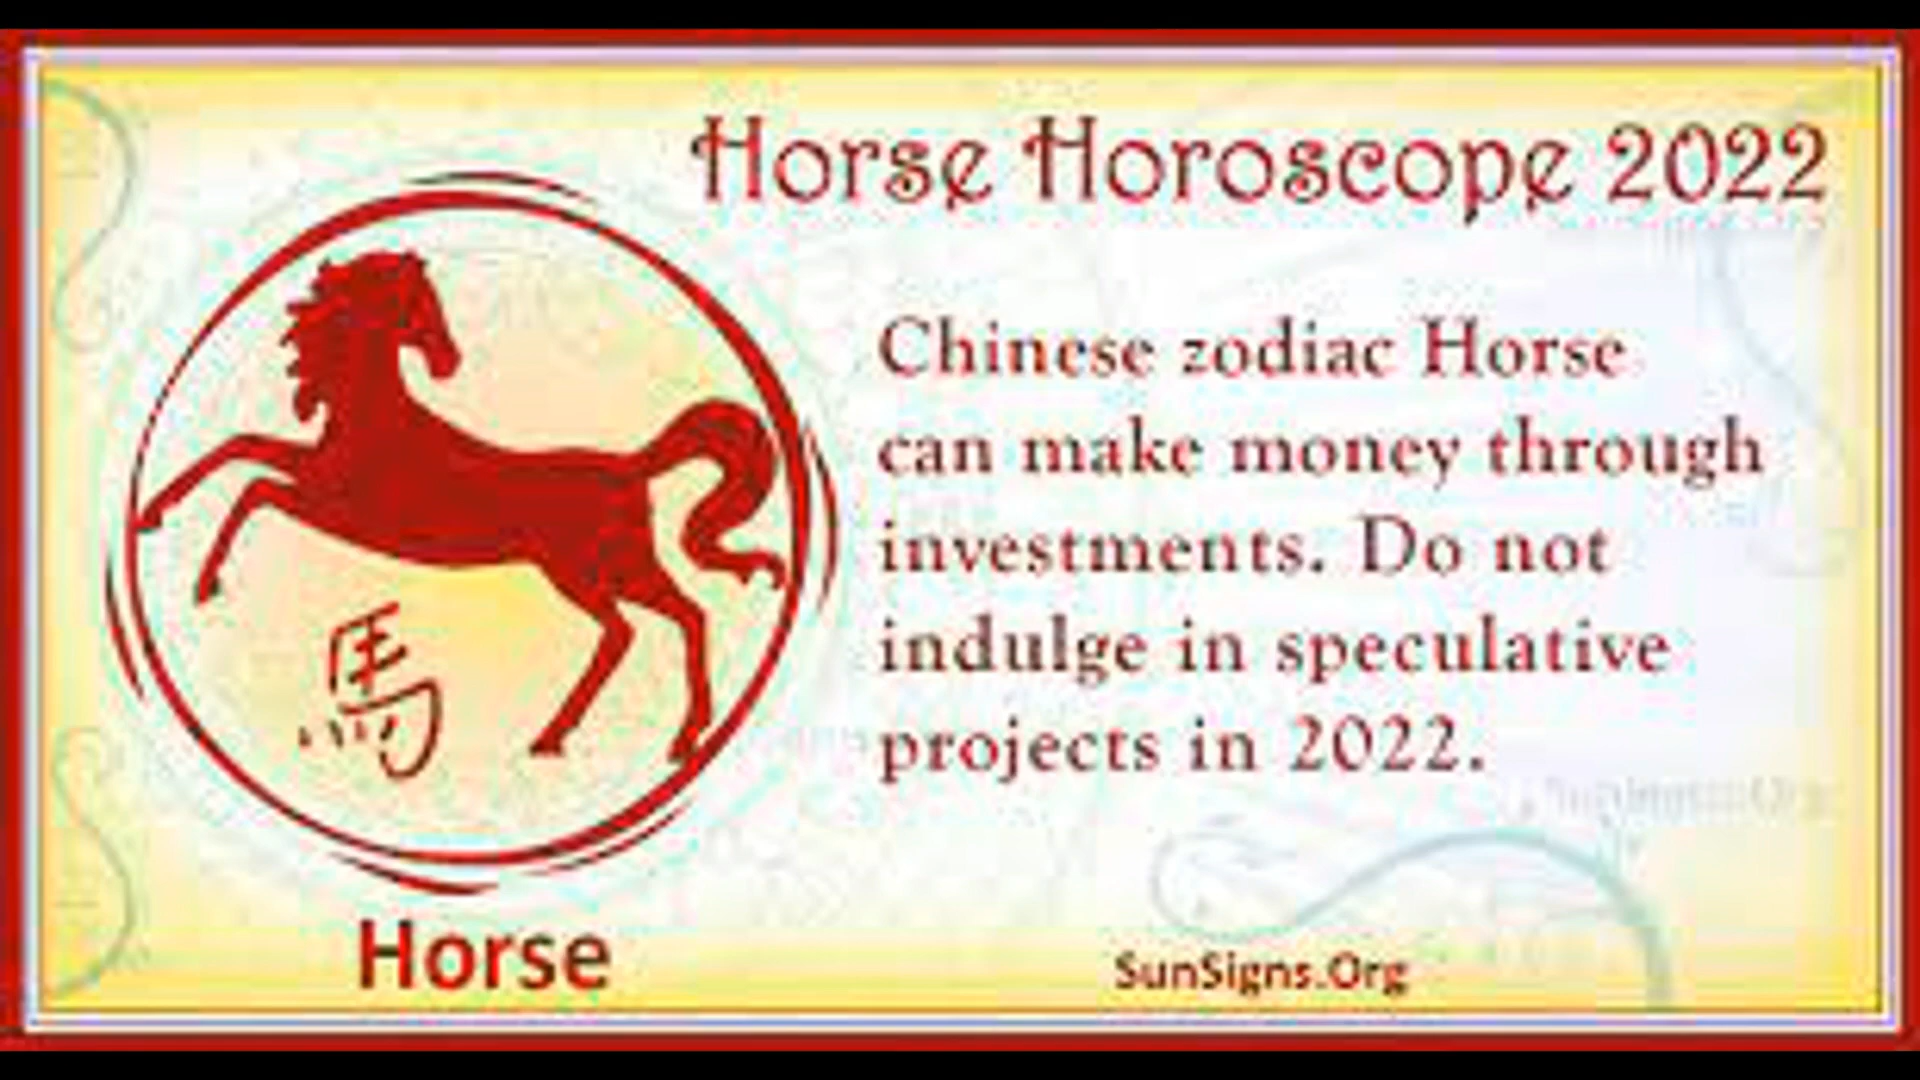 Horse Horoscope 2022
Chinese zodiac Horse
can make money through
investments. Do not
indulge in speculative
projects in 2022.
馬
Horse
SunSigns.Org